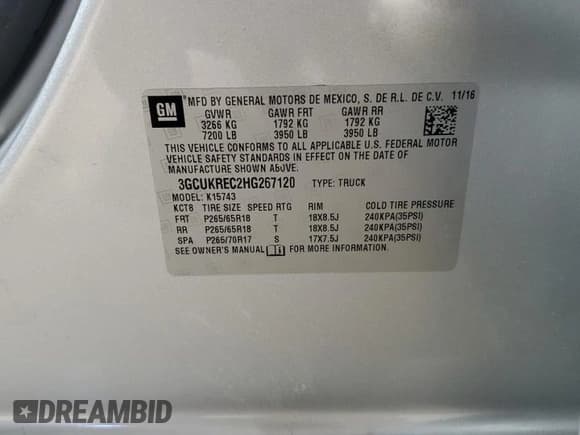 GM
® MFD BY GENERAL MOTORS DE MEXICO, S. DE R.L. DE C.V. 11/16
GVWR GAWR FRT GAWR RR
3266 KG 1792 KG 1792 KG
7200 LB 3950 LB 3950 LB
THIS VEHICLE CONFORMS TO ALL APPLICABLE U.S. FEDERAL MOTOR
VEHICLE SAFETY STANDARDS IN EFFECT ON THE DATE OF
MANUFACTURE SHOWN ABOVE.
3GCUKREC2HG267120 TYPE: TRUCK
MODEL: K15743
KCT8 TIRE SIZE SPEED RTG RIM COLD TIRE PRESSURE
FRT P265/65R18 T 18X8.5J 240KPA(35PSI)
RR P265/65R18 T 18X8.5J 240KPA(35PSI)
SPA P265/70R17 S 17X7.5J 240KPA(35PSI)
SEE OWNER'S MANUAL FOR MORE INFORMATION.
DREAMBID